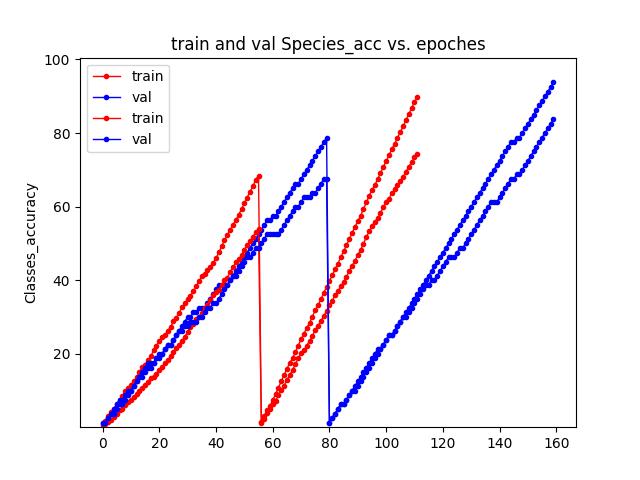 train and val Species_acc vs. epoches
train
val
train
val
Classes_accuracy
100
80
60
40
20
0 20 40 60 80 100 120 140 160